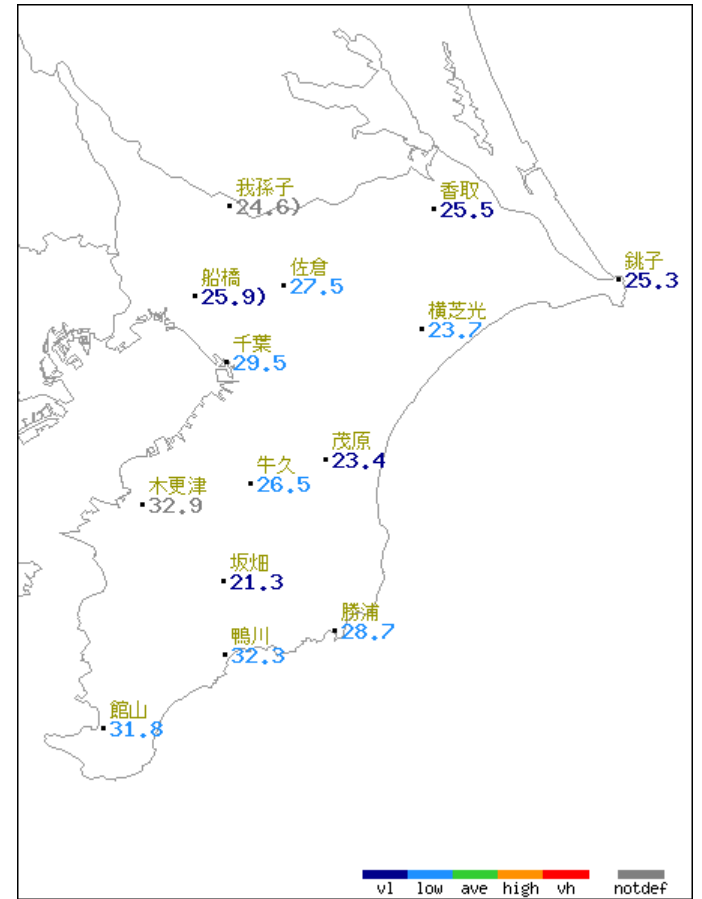 我孫子
24.6)
香取
25.5
銚子
25.3
佐倉
27.5
船橋
25.9)
横芝光
23.7
千葉
29.5
茂原
23.4
牛久
26.5
木更津
32.9
坂畑
21.3
勝浦
28.7
鴨川
32.3
館山
31.8
vl low ave high vh notdef